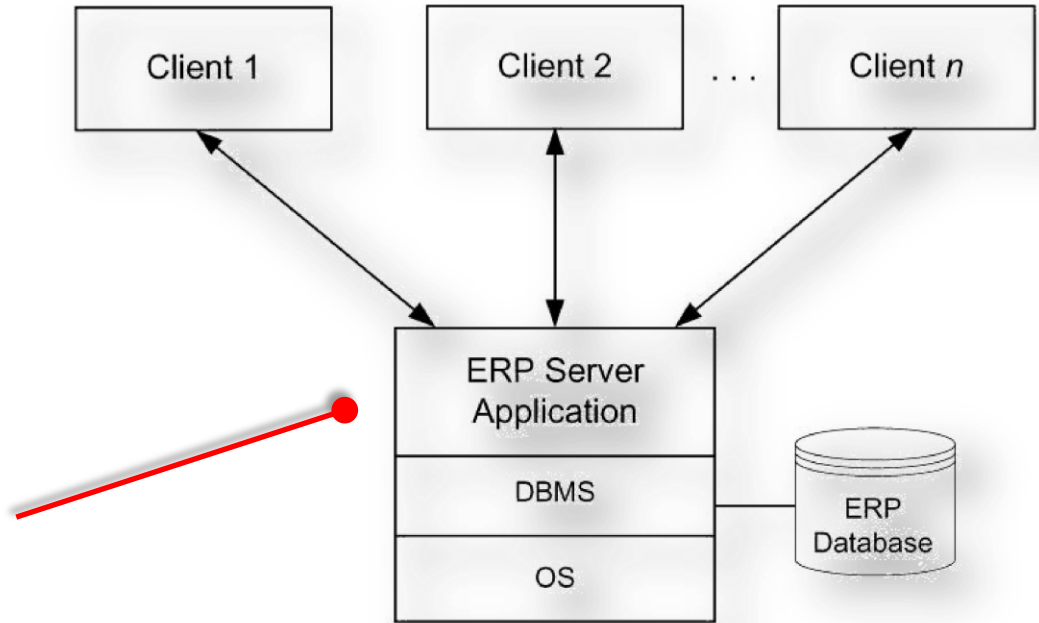 Client 1
Client 2
. . .
Client n
ERP Server
Application
DBMS
ERP
Database
OS